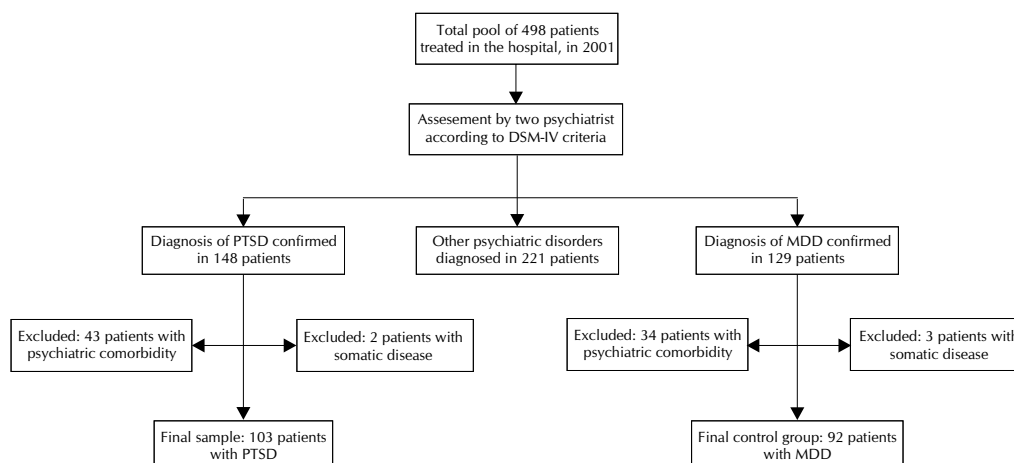 Total pool of 498 patients
treated in the hospital, in 2001
Assesement by two psychiatrist
according to DSM-IV criteria
Diagnosis of PTSD confirmed
in 148 patients
Other psychiatric disorders
diagnosed in 221 patients
Diagnosis of MDD confirmed
in 129 patients
Excluded: 43 patients with
psychiatric comorbidity
Excluded: 2 patients with
somatic disease
Excluded: 34 patients with
psychiatric comorbidity
Excluded: 3 patients with
somatic disease
Final sample: 103 patients
with PTSD
Final control group: 92 patients
with MDD